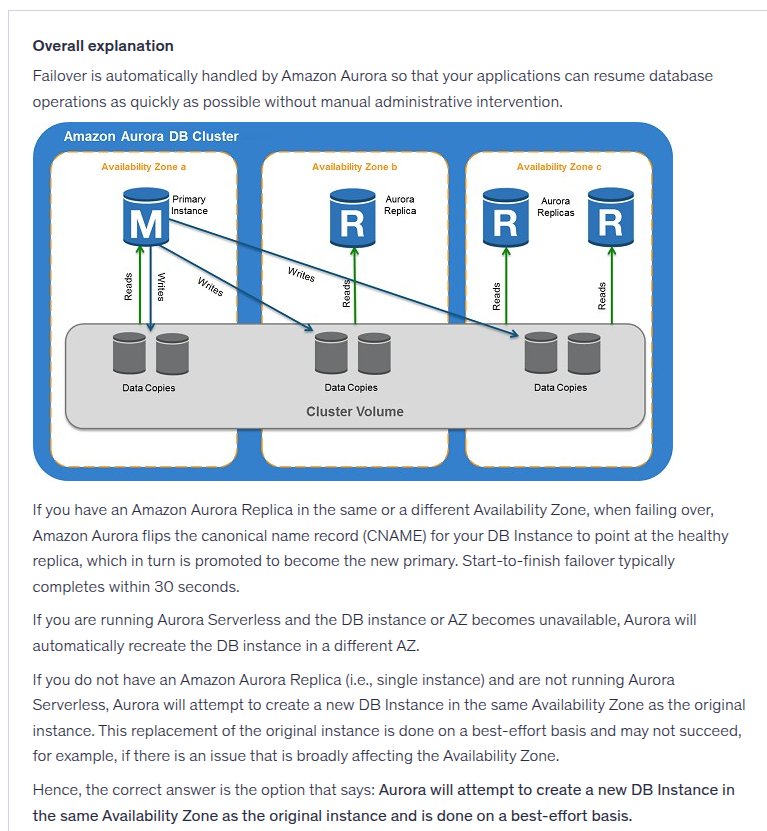 Overall explanation
Failover is automatically handled by Amazon Aurora so that your applications can resume database
operations as quickly as possible without manual administrative intervention.
Amazon Aurora DB Cluster
Availability Zone a
Availability Zone b
Availability Zone c
Primary
Instance
M
Aurora
Replica
R
Aurora
Replicas
R
R
Reads
Writes
Writes
Writes
Reads
Reads
Reads
Data Copies
Data Copies
Data Copies
Cluster Volume
If you have an Amazon Aurora Replica in the same or a different Availability Zone, when failing over,
Amazon Aurora flips the canonical name record (CNAME) for your DB Instance to point at the healthy
replica, which in turn is promoted to become the new primary. Start-to-finish failover typically
completes within 30 seconds.
If you are running Aurora Serverless and the DB instance or AZ becomes unavailable, Aurora will
automatically recreate the DB instance in a different AZ.
If you do not have an Amazon Aurora Replica (i.e., single instance) and are not running Aurora
Serverless, Aurora will attempt to create a new DB Instance in the same Availability Zone as the original
instance. This replacement of the original instance is done on a best-effort basis and may not succeed,
for example, if there is an issue that is broadly affecting the Availability Zone.
Hence, the correct answer is the option that says: Aurora will attempt to create a new DB Instance in
the same Availability Zone as the original instance and is done on a best-effort basis.